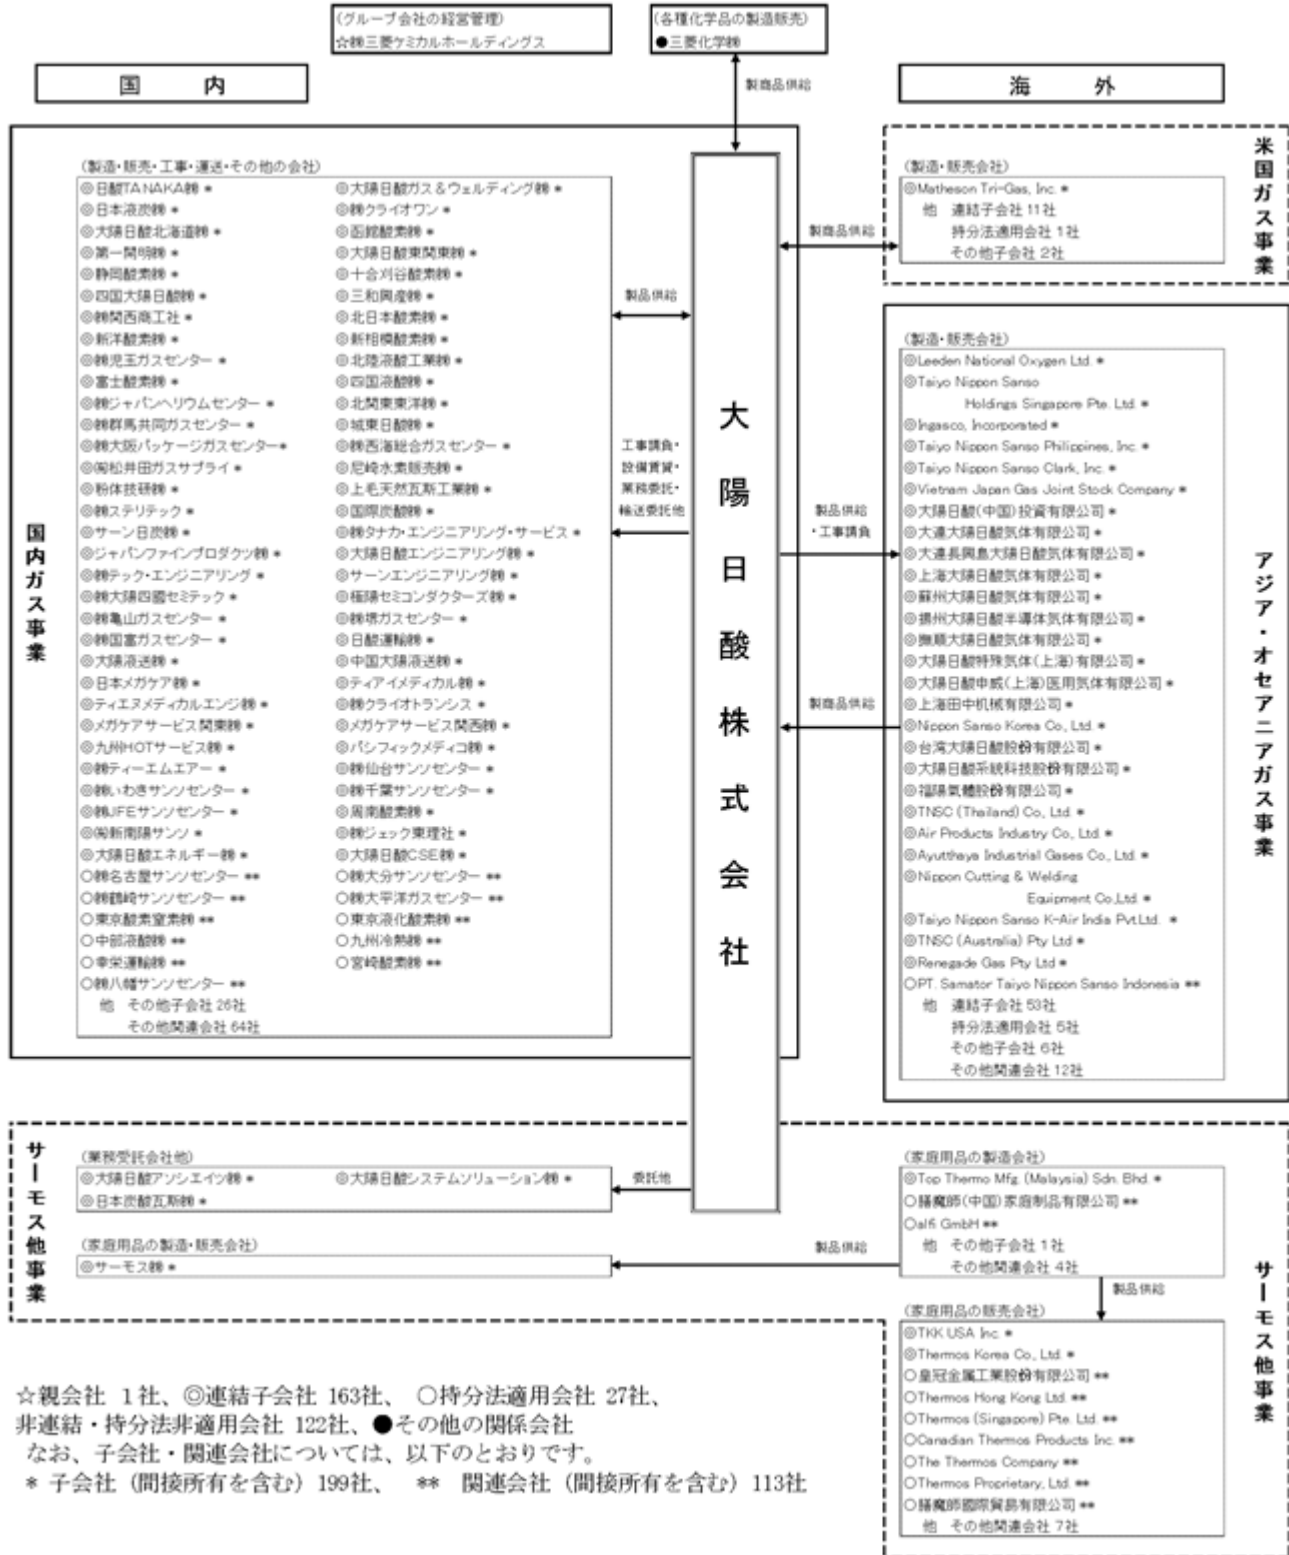 (グループ会社の経営管理)
☆㈱三菱ケミカルホールディングス
(各種化学品の製造販売)
●三菱化学㈱
製商品供給
国 内
海 外
国内ガス事業
(製造・販売・工事・運送・その他の会社)
◎日酸TANAKA㈱ * ◎大陽日酸ガス&ウェルディング㈱ *
◎日本液炭㈱ * ◎㈱クライオワン *
◎大陽日酸北海道㈱ * ◎函館酸素㈱ *
◎第一開明㈱ * ◎大陽日酸東関東㈱ *
◎静岡酸素㈱ * ◎十合刈谷酸素㈱ *
◎四国大陽日酸㈱ * ◎三和興産㈱ *
◎㈱関西商工社 * ◎北日本酸素㈱ *
◎新洋酸素㈱ * ◎新相模酸素㈱ *
◎㈱児玉ガスセンター * ◎北陸液酸工業㈱ *
◎富士酸素㈱ * ◎四国液酸㈱ *
◎㈱ジャパンヘリウムセンター * ◎北関東東洋㈱ *
◎㈱群馬共同ガスセンター * ◎城東日酸㈱ *
◎㈱大阪パッケージガスセンター* ◎㈱西海総合ガスセンター *
◎㈲松井田ガスサプライ * ◎尼崎水素販売㈱ *
◎粉体技研㈱ * ◎上毛天然瓦斯工業㈱ *
◎㈱ステリテック * ◎国際炭酸㈱ *
◎サーン日炭㈱ * ◎㈱タナカ・エンジニアリング・サービス *
◎ジャパンファインプロダクツ㈱ * ◎大陽日酸エンジニアリング㈱ *
◎㈱テック・エンジニアリング * ◎サーンエンジニアリング㈱ *
◎㈱大陽四國セミテック * ◎極陽セミコンダクターズ㈱ *
◎㈱亀山ガスセンター * ◎㈱堺ガスセンター *
◎㈱国富ガスセンター * ◎日酸運輸㈱ *
◎大陽液送㈱ * ◎中国大陽液送㈱ *
◎日本メガケア㈱ * ◎ティアイメディカル㈱ *
◎ティエヌメディカルエンジ㈱ * ◎㈱クライオトランシス *
◎メガケアサービス関東㈱ * ◎メガケアサービス関西㈱ *
◎九州HOTサービス㈱ * ◎パシフィックメディコ㈱ *
◎㈱ティーエムエアー * ◎㈱仙台サンソセンター *
◎㈱いわきサンソセンター * ◎㈱千葉サンソセンター *
◎㈱JFEサンソセンター * ◎周南酸素㈱ *
◎㈲新南陽サンソ * ◎㈱ジェック東理社 *
◎大陽日酸エネルギー㈱ * ◎大陽日酸CSE㈱ *
○㈱名古屋サンソセンター ** ○㈱大分サンソセンター **
○㈱鶴崎サンソセンター ** ○㈱大平洋ガスセンター **
○東京酸素窒素㈱ ** ○東京液化酸素㈱ **
○中部液酸㈱ ** ○九州冷熱㈱ **
○幸栄運輸㈱ ** ○宮崎酸素㈱ **
○㈱八幡サンソセンター **
他 その他子会社 26社
その他関連会社 64社
製品供給
工事請負・
設備賃貸・
業務委託・
輸送委託他
大陽日酸株式会社
製商品供給
製品供給
・工事請負
製商品供給
米国ガス事業
(製造・販売会社)
◎Matheson Tri-Gas, Inc. *
他 連結子会社 11社
持分法適用会社 1社
その他子会社 2社
アジア・オセアニアガス事業
(製造・販売会社)
◎Leeden National Oxygen Ltd. *
◎Taiyo Nippon Sanso
Holdings Singapore Pte. Ltd. *
◎Ingasco, Incorporated *
◎Taiyo Nippon Sanso Philippines, Inc. *
◎Taiyo Nippon Sanso Clark, Inc. *
◎Vietnam Japan Gas Joint Stock Company *
◎大陽日酸(中国)投資有限公司 *
◎大連大陽日酸気体有限公司 *
◎大連長興島大陽日酸気体有限公司 *
◎上海大陽日酸気体有限公司 *
◎蘇州大陽日酸気体有限公司 *
◎揚州大陽日酸半導体気体有限公司 *
◎撫順大陽日酸気体有限公司 *
◎大陽日酸特殊気体(上海)有限公司 *
◎大陽日酸申威(上海)医用気体有限公司 *
◎上海田中机械有限公司 *
◎Nippon Sanso Korea Co., Ltd. *
◎台湾大陽日酸股份有限公司 *
◎大陽日酸系統科技股份有限公司 *
◎福陽氣體股份有限公司 *
◎TNSC (Thailand) Co., Ltd. *
◎Air Products Industry Co., Ltd. *
◎Ayutthaya Industrial Gases Co., Ltd. *
◎Nippon Cutting & Welding
Equipment Co.,Ltd. *
◎Taiyo Nippon Sanso K-Air India Pvt.Ltd. *
◎TNSC (Australia) Pty Ltd *
◎Renegade Gas Pty Ltd *
○PT. Samator Taiyo Nippon Sanso Indonesia **
他 連結子会社 53社
持分法適用会社 5社
その他子会社 6社
その他関連会社 12社
サーモス他事業
(業務受託会社他)
◎大陽日酸アソシエイツ㈱ * ◎大陽日酸システムソリューション㈱ *
◎日本炭酸瓦斯㈱ *
委託他
(家庭用品の製造・販売会社)
◎サーモス㈱ *
製品供給
(家庭用品の製造会社)
◎Top Thermo Mfg. (Malaysia) Sdn. Bhd. *
○膳魔師(中国)家庭制品有限公司 **
○alfi GmbH **
他 その他子会社 1社
その他関連会社 4社
製品供給
サーモス他事業
(家庭用品の販売会社)
◎TKK USA Inc. *
◎Thermos Korea Co., Ltd. *
○皇冠金属工業股份有限公司 **
○Thermos Hong Kong Ltd. **
○Thermos (Singapore) Pte. Ltd. **
○Canadian Thermos Products Inc. **
○The Thermos Company **
○Thermos Proprietary, Ltd. **
○膳魔師國際貿易有限公司 **
他 その他関連会社 7社
☆親会社 1社、◎連結子会社 163社、 ○持分法適用会社 27社、
非連結・持分法非適用会社 122社、●その他の関係会社
なお、子会社・関連会社については、以下のとおりです。
* 子会社(間接所有を含む)199社、 ** 関連会社(間接所有を含む)113社